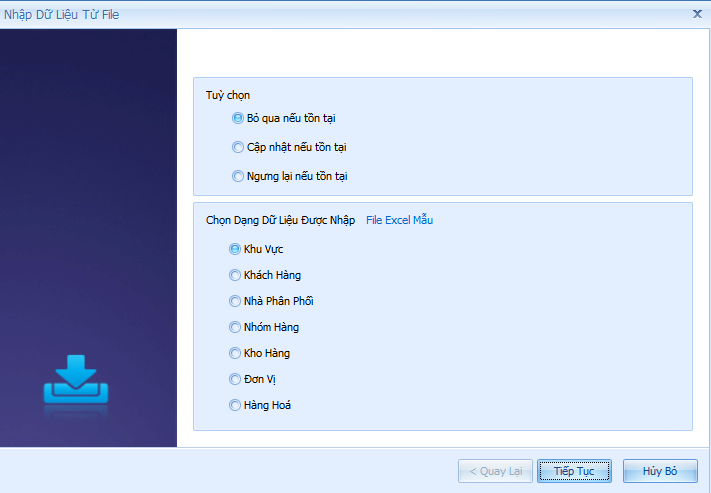 Nhập Dữ Liệu Từ File
Tuỳ chọn
Bỏ qua nếu tồn tại
Cập nhật nếu tồn tại
Ngưng lại nếu tồn tại
Chọn Dạng Dữ Liệu Được Nhập File Excel Mẫu
Khu Vực
Khách Hàng
Nhà Phân Phối
Nhóm Hàng
Kho Hàng
Đơn Vị
Hàng Hoá
< Quay Lại Tiếp Tục Hủy Bỏ